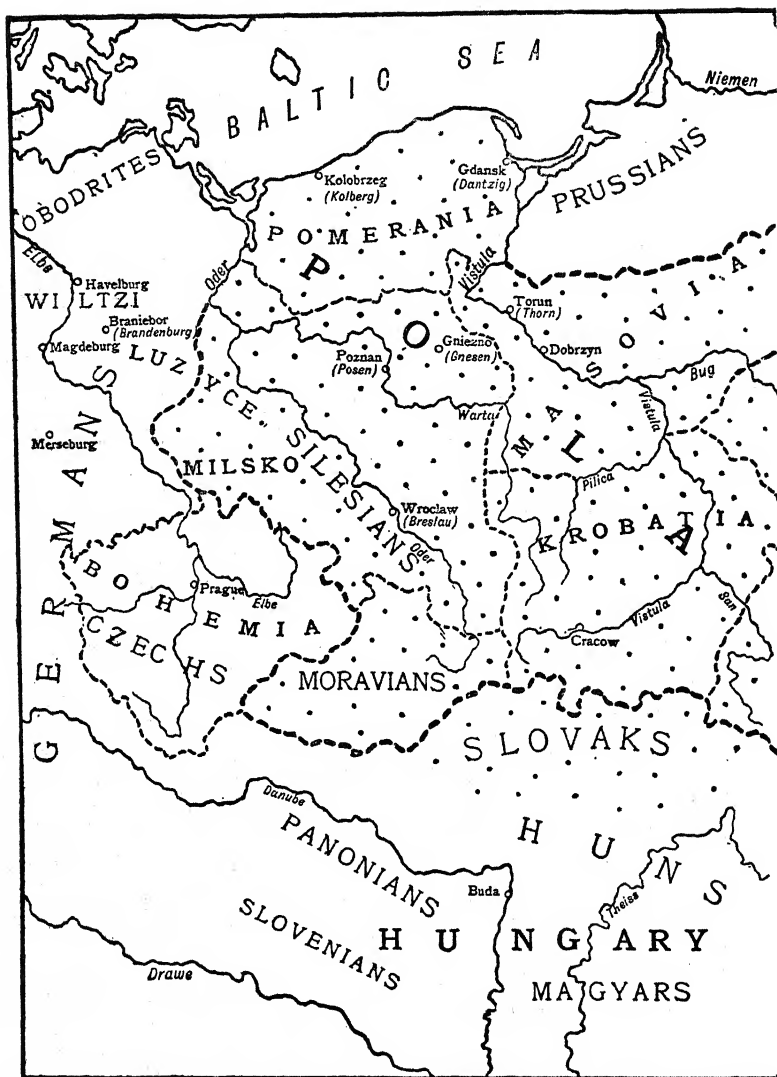 BALTIC SEA
Niemen
OBODRITES
Kolobrzeg
(Kolberg)
Gdansk
(Dantzig)
PRUSSIANS
POMERANIA
Elbe
Oder
Vistula
Havelburg
WILTZI
Braniebor
(Brandenburg)
Magdeburg
Torun
(Thorn)
Gniezno
(Gnesen)
Poznan
(Posen)
Dobrzyn
MASOVIA
Bug
LUZYCE,,
Warta
Vistula
POLA
Merseburg
MILSKO
SILESIANS
Pilica
Wroclaw
(Breslau)
Oder
KROBATIA
GERMANS
BOHEMIA
Prague
Elbe
CZECHS
Vistula
San
Cracow
MORAVIANS
SLOVAKS
Danube
PANONIANS
HUNS
Buda
Theiss
SLOVENIANS
HUNGARY
Drawe
MAGYARS